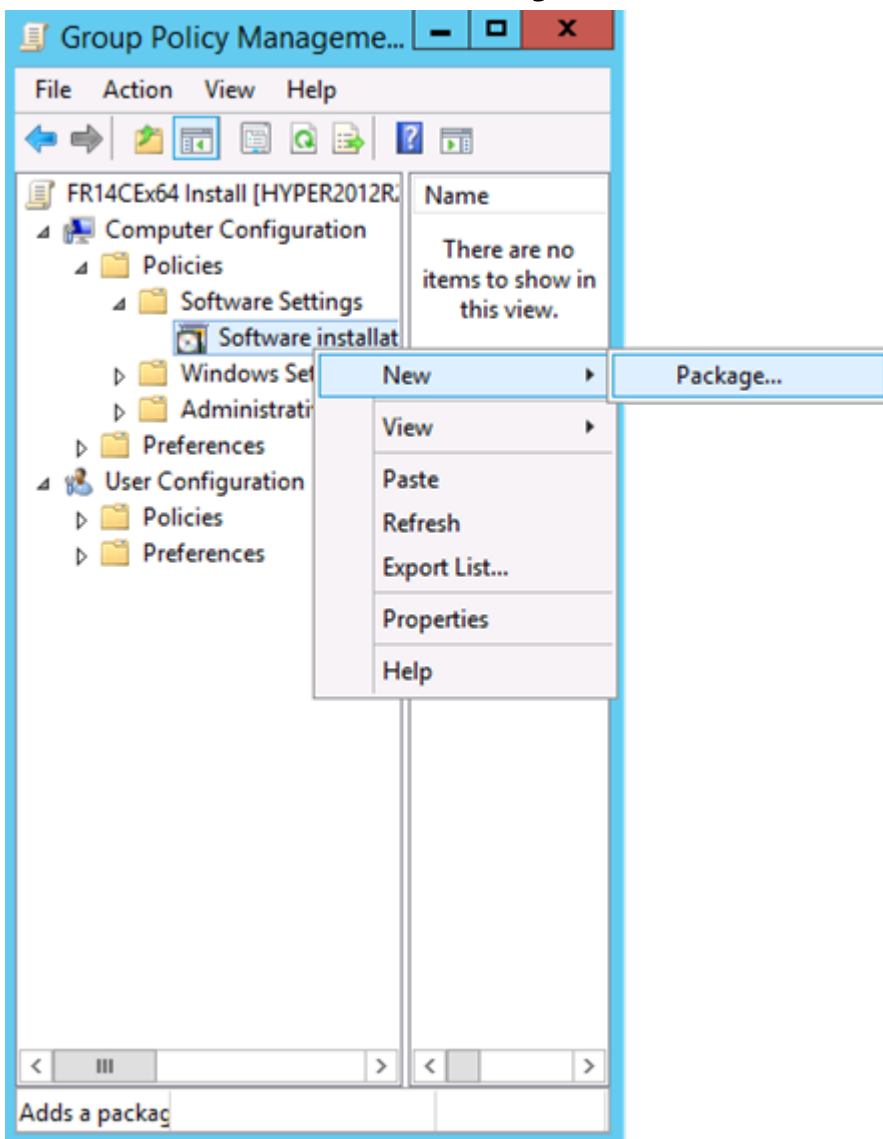 Group Policy Manageme...
File Action View Help
FR14CEx64 Install [HYPER2012R
Name
Computer Configuration
There are no
items to show in
this view.
Policies
Software Settings
Software installat
Windows Set
Administrati
Preferences
User Configuration
Policies
Preferences
New
Package...
View
Paste
Refresh
Export List...
Properties
Help
Adds a packag